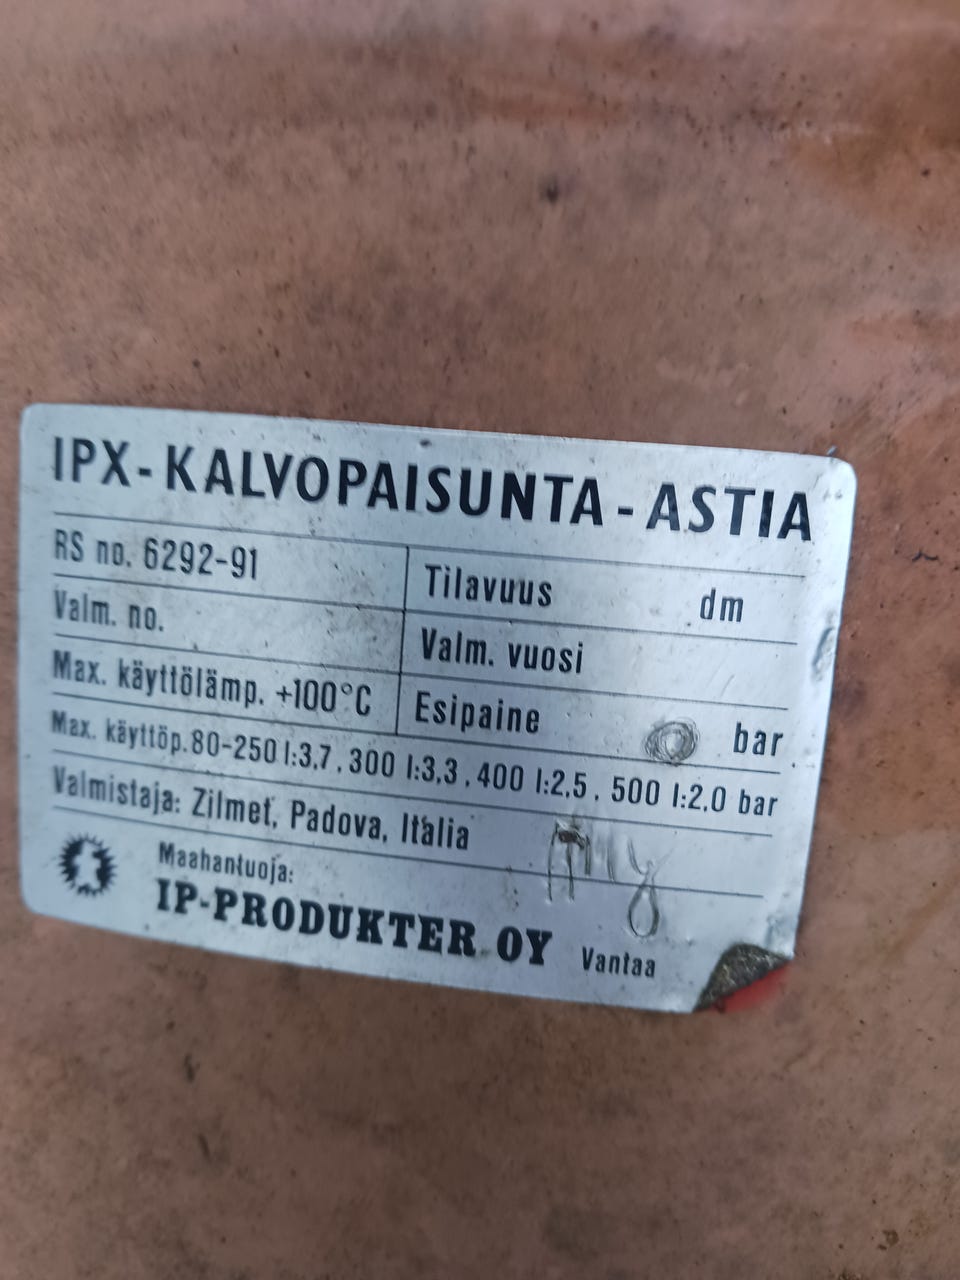 IPX-KALVOPAISUNTA-ASTIA
RS no. 6292-91
Tilavuus dm
Valm. no.
Valm. vuosi
Max. käyttölämp. +100°C
Esipaine bar
Max. käyttöp. 80-250 l:3,7 , 300 l:3,3 , 400 l:2,5 , 500 l:2,0 bar
Valmistaja: Zilmet, Padova, Italia
Maahantuoja:
IP-PRODUKTER OY Vantaa